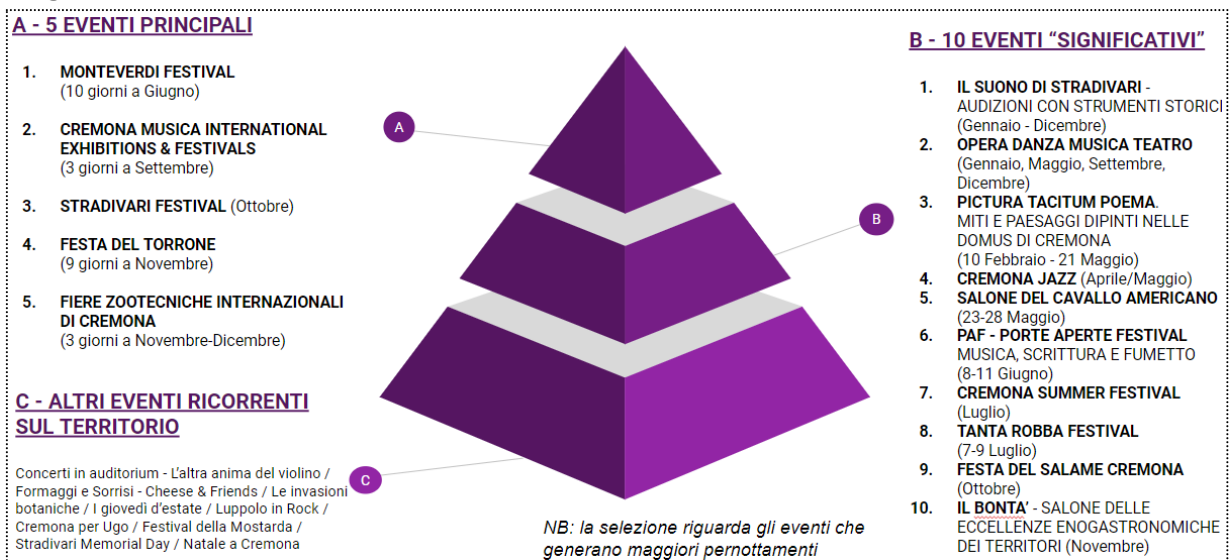 A - 5 EVENTI PRINCIPALI
1. MONTEVERDI FESTIVAL
(10 giorni a Giugno)
2. CREMONA MUSICA INTERNATIONAL
EXHIBITIONS & FESTIVALS
(3 giorni a Settembre)
3. STRADIVARI FESTIVAL (Ottobre)
4. FESTA DEL TORRONE
(9 giorni a Novembre)
5. FIERE ZOOTECNICHE INTERNAZIONALI
DI CREMONA
(3 giorni a Novembre-Dicembre)
C - ALTRI EVENTI RICORRENTI
SUL TERRITORIO
Concerti in auditorium - L'altra anima del violino /
Formaggi e Sorrisi - Cheese & Friends / Le invasioni
botaniche / I giovedì d'estate / Luppolo in Rock /
Cremona per Ugo / Festival della Mostarda /
Stradivari Memorial Day / Natale a Cremona
A
B
C
NB: la selezione riguarda gli eventi che
generano maggiori pernottamenti
B - 10 EVENTI “SIGNIFICATIVI”
1. IL SUONO DI STRADIVARI -
AUDIZIONI CON STRUMENTI STORICI
(Gennaio - Dicembre)
2. OPERA DANZA MUSICA TEATRO
(Gennaio, Maggio, Settembre,
Dicembre)
3. PICTURA TACITUM POEMA.
MITI E PAESAGGI DIPINTI NELLE
DOMUS DI CREMONA
(10 Febbraio - 21 Maggio)
4. CREMONA JAZZ (Aprile/Maggio)
5. SALONE DEL CAVALLO AMERICANO
(23-28 Maggio)
6. PAF - PORTE APERTE FESTIVAL
MUSICA, SCRITTURA E FUMETTO
(8-11 Giugno)
7. CREMONA SUMMER FESTIVAL
(Luglio)
8. TANTA ROBBA FESTIVAL
(7-9 Luglio)
9. FESTA DEL SALAME CREMONA
(Ottobre)
10. IL BONTA’ - SALONE DELLE
ECCELLENZE ENOGASTRONOMICHE
DEI TERRITORI (Novembre)